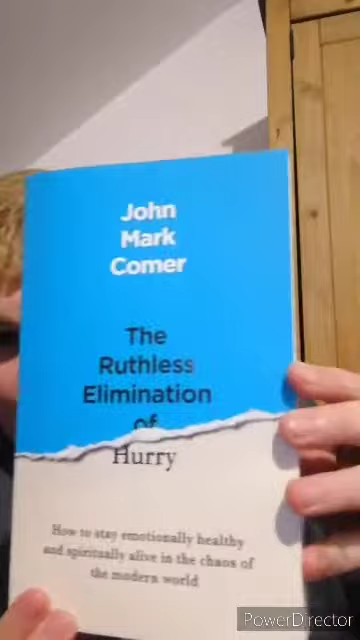 John
Mark
Comer
The
Ruthless
Elimination
of
Hurry
How to stay emotionally healthy
and spiritually alive in the chaos of
the modern world
PowerDirector